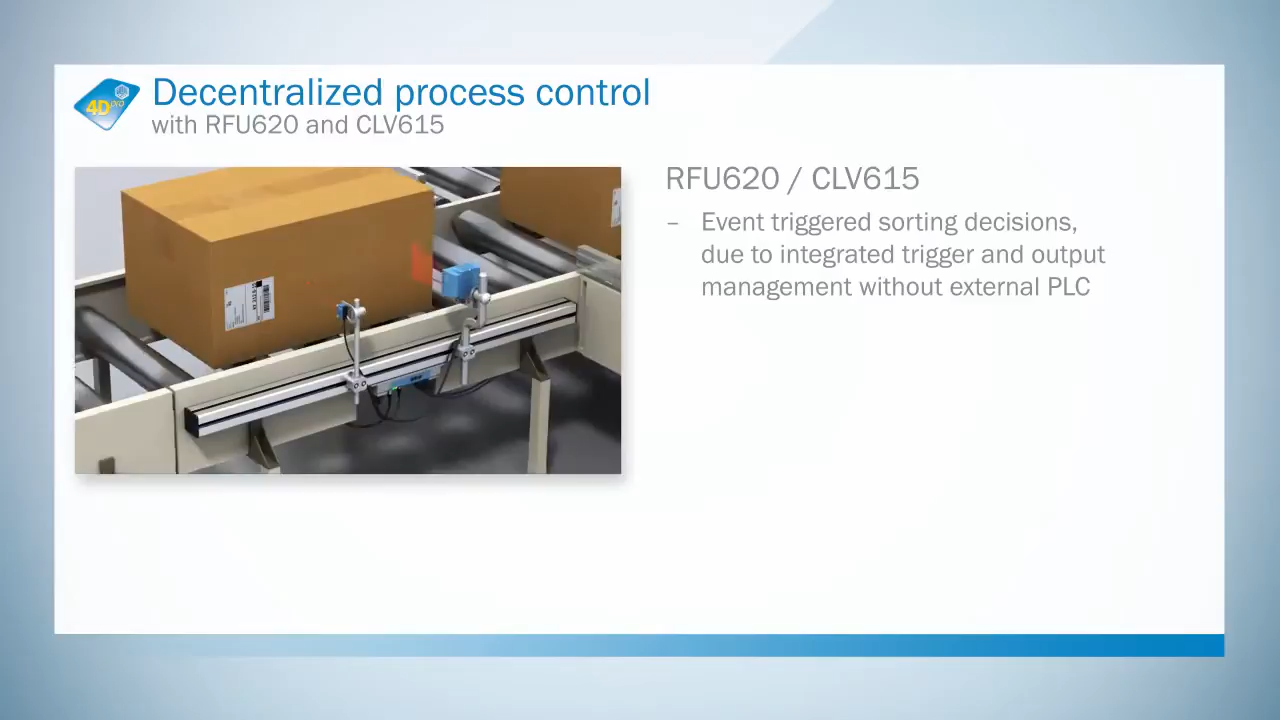 4Dpro
Decentralized process control
with RFU620 and CLV615
RFU620 / CLV615
– Event triggered sorting decisions,
due to integrated trigger and output
management without external PLC